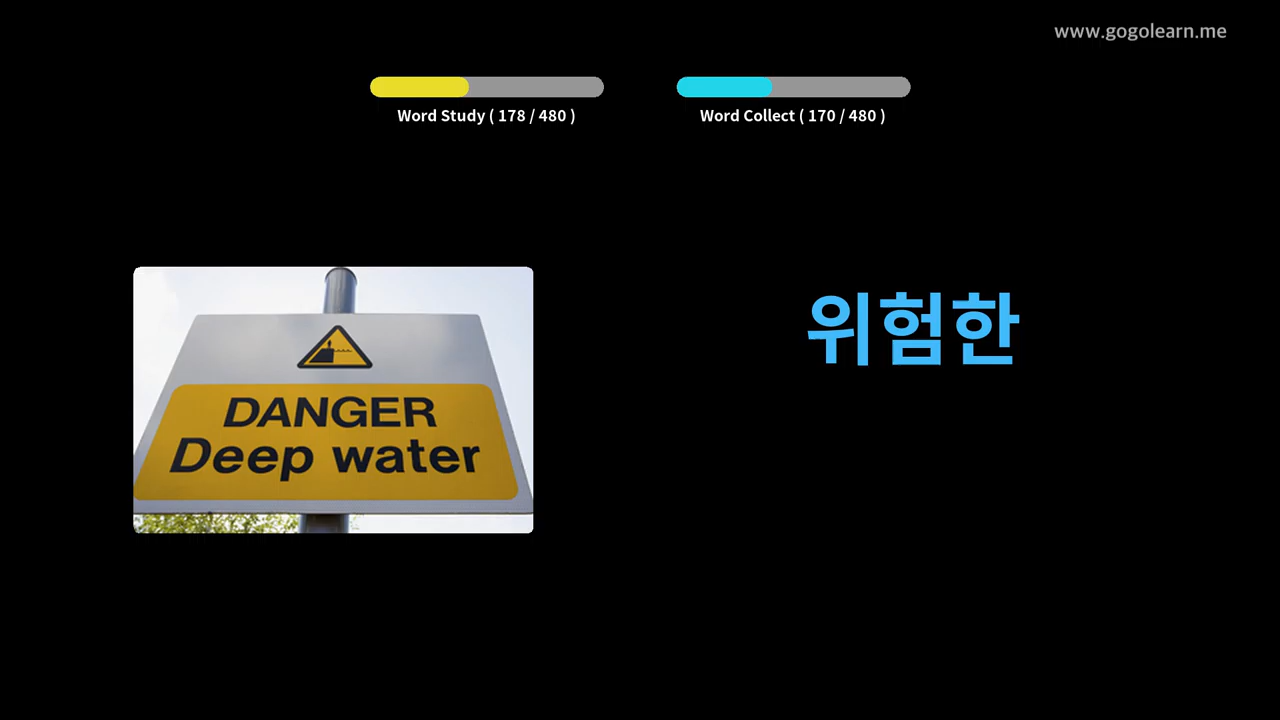 www.gogolearn.me
Word Study ( 178 / 480 )
Word Collect ( 170 / 480 )
DANGER
Deep water
위험한